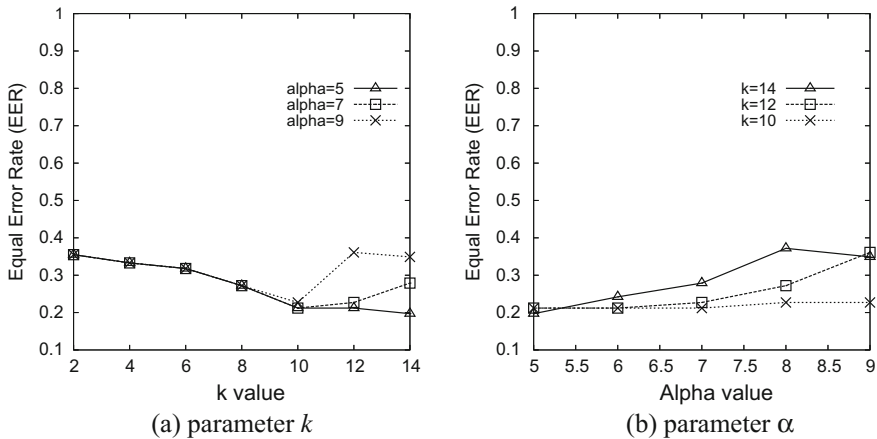 Equal Error Rate (EER)
1
0.9
0.8
0.7
0.6
0.5
0.4
0.3
0.2
0.1
alpha=5
alpha=7
alpha=9
2 4 6 8 10 12 14
k value
(a) parameter k
Equal Error Rate (EER)
1
0.9
0.8
0.7
0.6
0.5
0.4
0.3
0.2
0.1
k=14
k=12
k=10
5 5.5 6 6.5 7 7.5 8 8.5 9
Alpha value
(b) parameter α